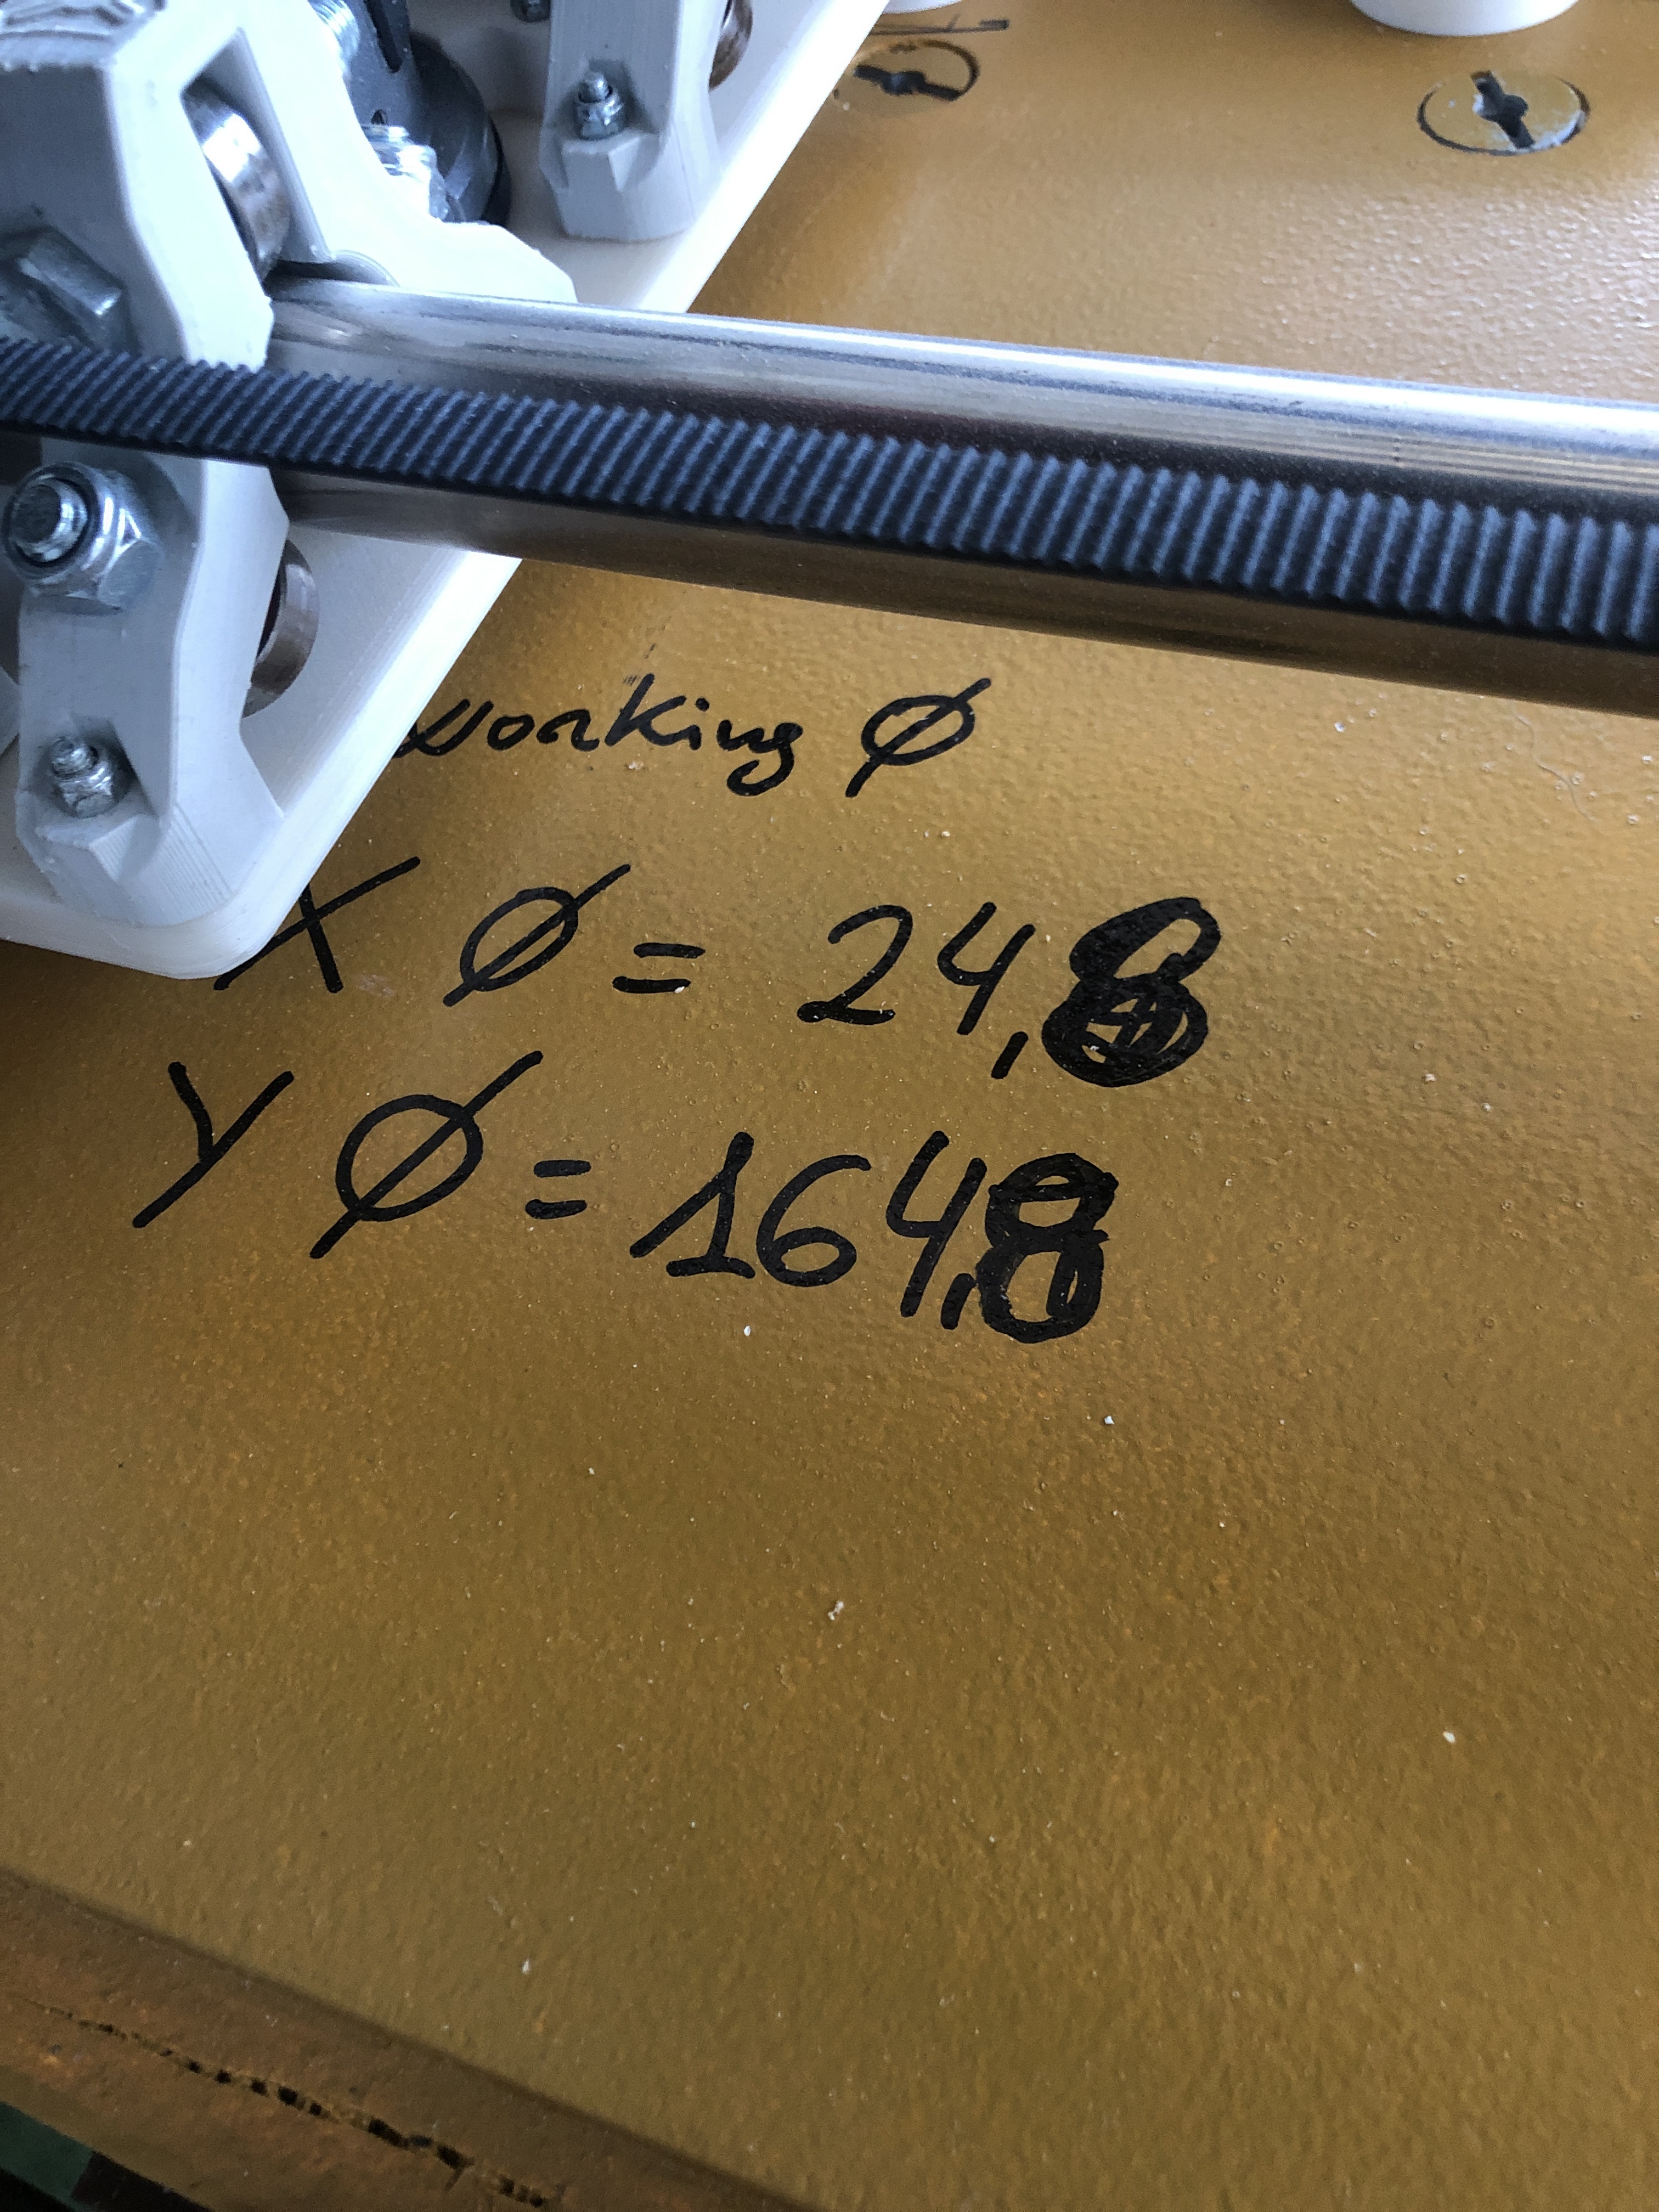 working Ø
X Ø = 24,8
Y Ø = 164,8